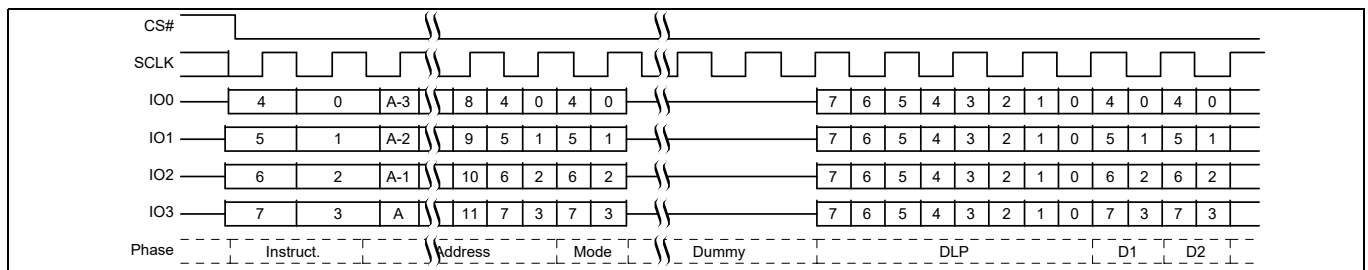 CS#
SCLK
IO0 4 0 A-3 8 4 0 4 0 7 6 5 4 3 2 1 0 4 0 4 0
IO1 5 1 A-2 9 5 1 5 1 7 6 5 4 3 2 1 0 5 1 5 1
IO2 6 2 A-1 10 6 2 6 2 7 6 5 4 3 2 1 0 6 2 6 2
IO3 7 3 A 11 7 3 7 3 7 6 5 4 3 2 1 0 7 3 7 3
Phase Instruct. Address Mode Dummy DLP D1 D2